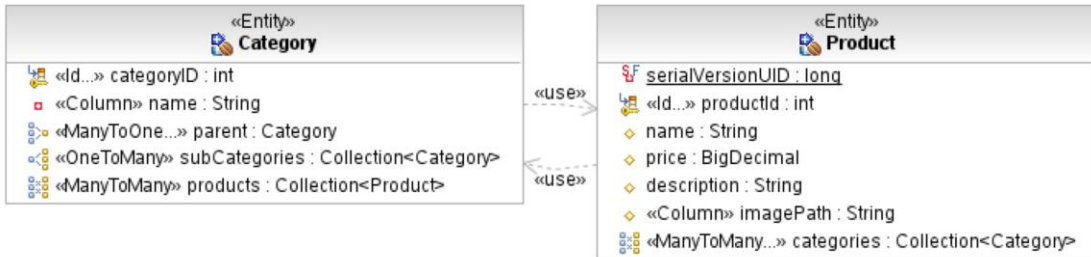 «Entity»
Category
«Id...» categoryID : int
«Column» name : String
«ManyToOne...» parent : Category
«OneToMany» subCategories : Collection<Category>
«ManyToMany» products : Collection<Product>
«use»
«use»
«Entity»
Product
serialVersionUID : long
«Id...» productId : int
name : String
price : BigDecimal
description : String
«Column» imagePath : String
«ManyToMany...» categories : Collection<Category>